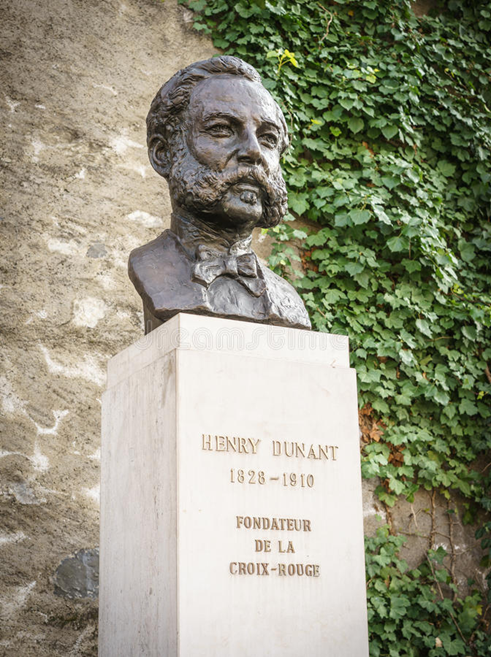 HENRY DUNANT
1828-1910
FONDATEUR
DE LA
CROIX-ROUGE